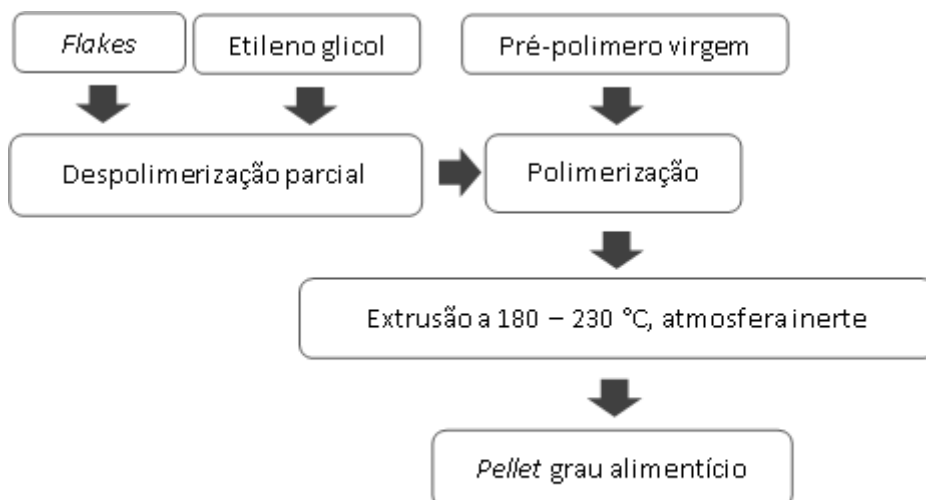 Flakes
Etileno glicol
Pré-polimero virgem
Despolimerização parcial
Polimerização
Extrusão a 180 – 230 °C, atmosfera inerte
Pellet grau alimentício